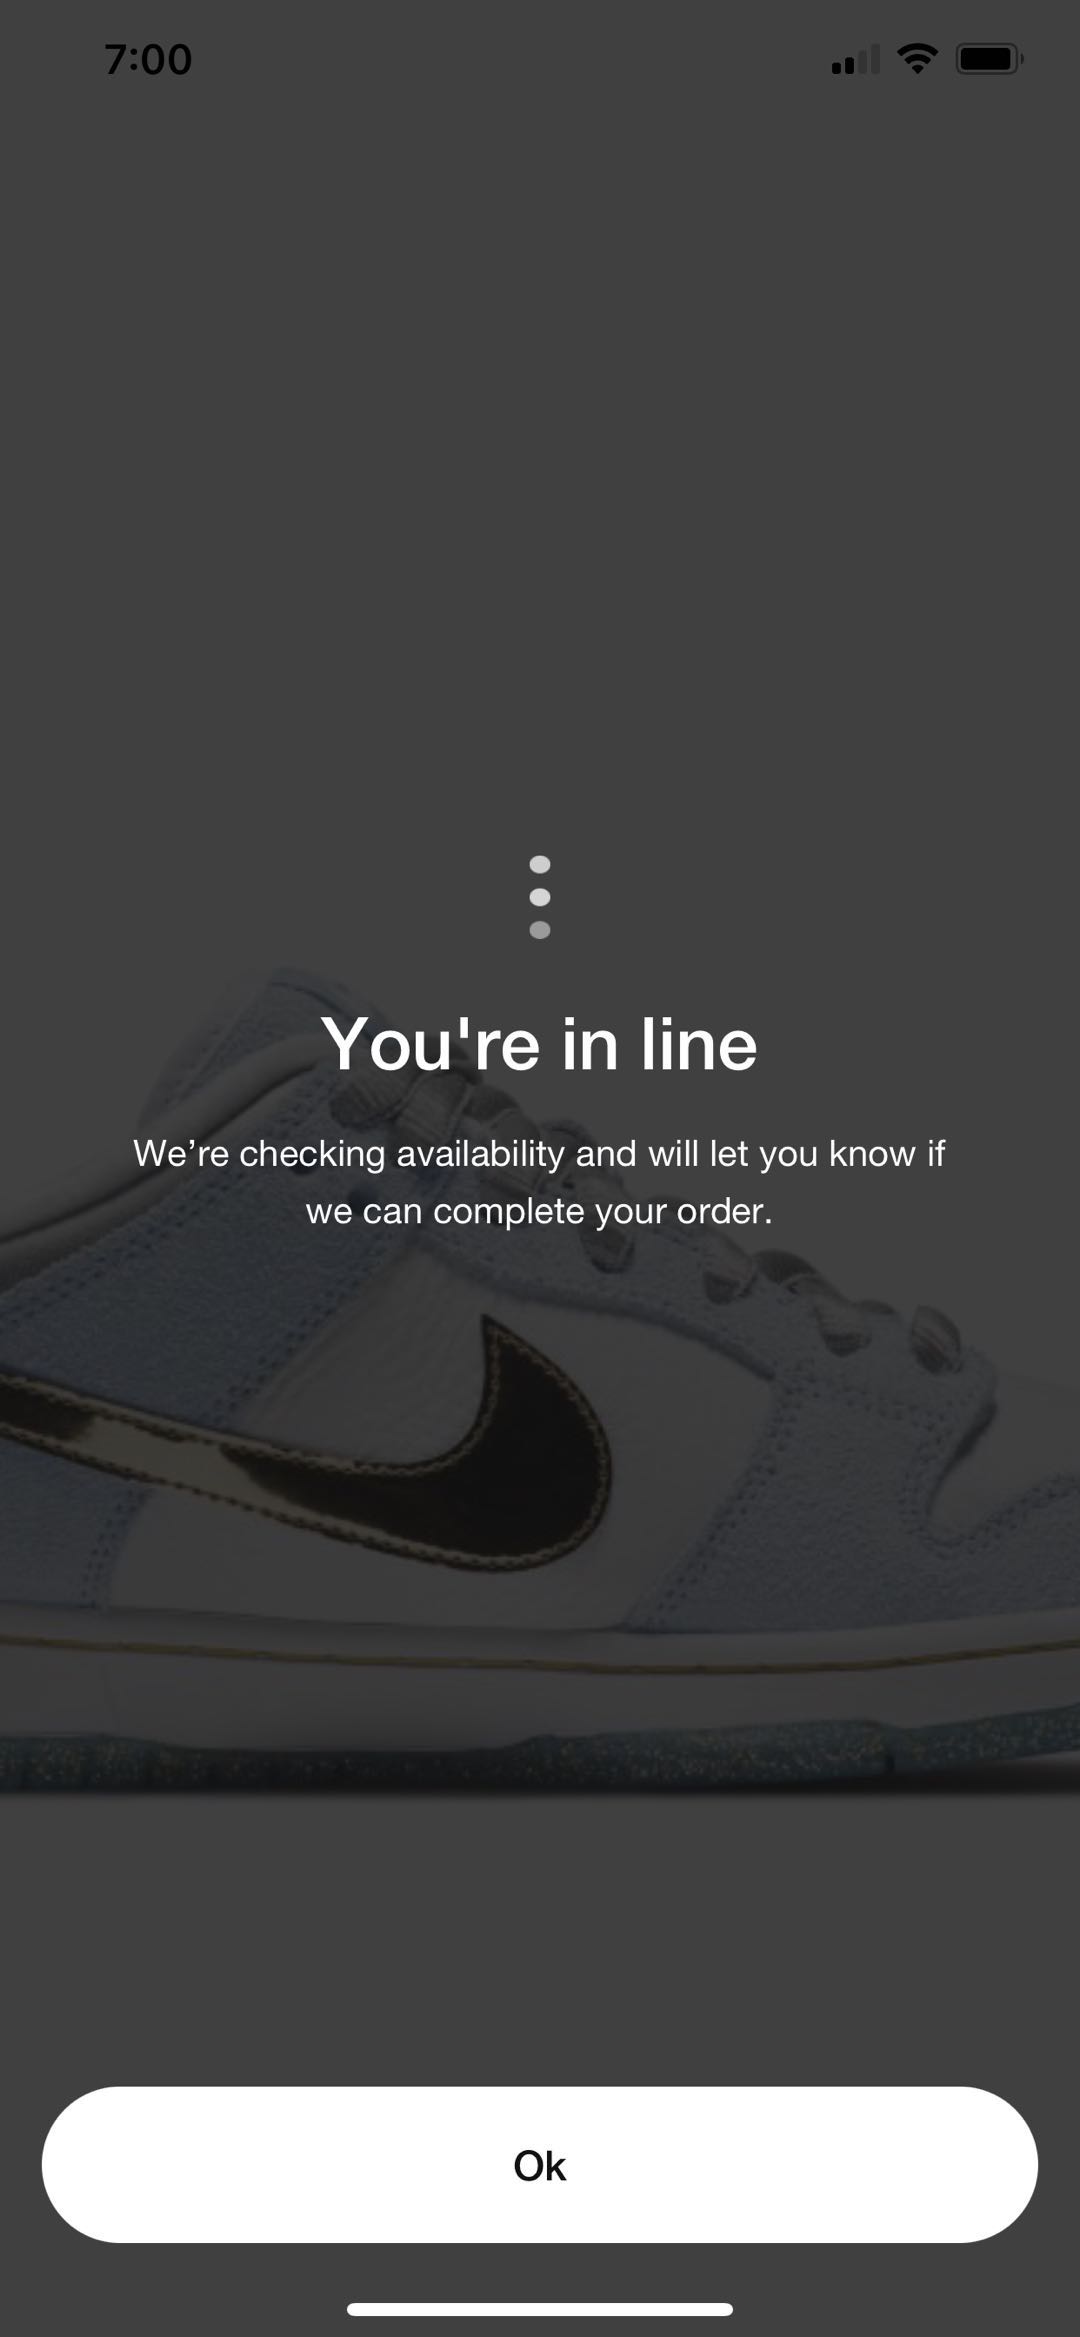 7:00
You're in line
We’re checking availability and will let you know if
we can complete your order.
Ok